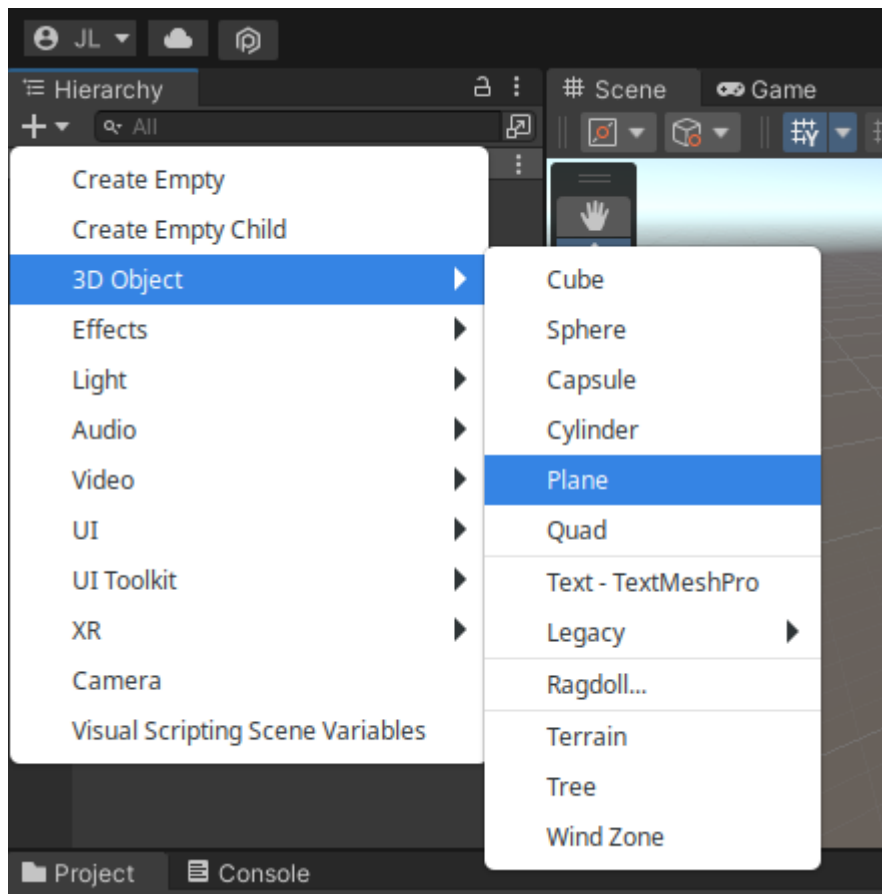 JL
Hierarchy
Scene
Game
All
Create Empty
Create Empty Child
3D Object
Effects
Light
Audio
Video
UI
UI Toolkit
XR
Camera
Visual Scripting Scene Variables
Cube
Sphere
Capsule
Cylinder
Plane
Quad
Text - TextMeshPro
Legacy
Ragdoll...
Terrain
Tree
Wind Zone
Project
Console